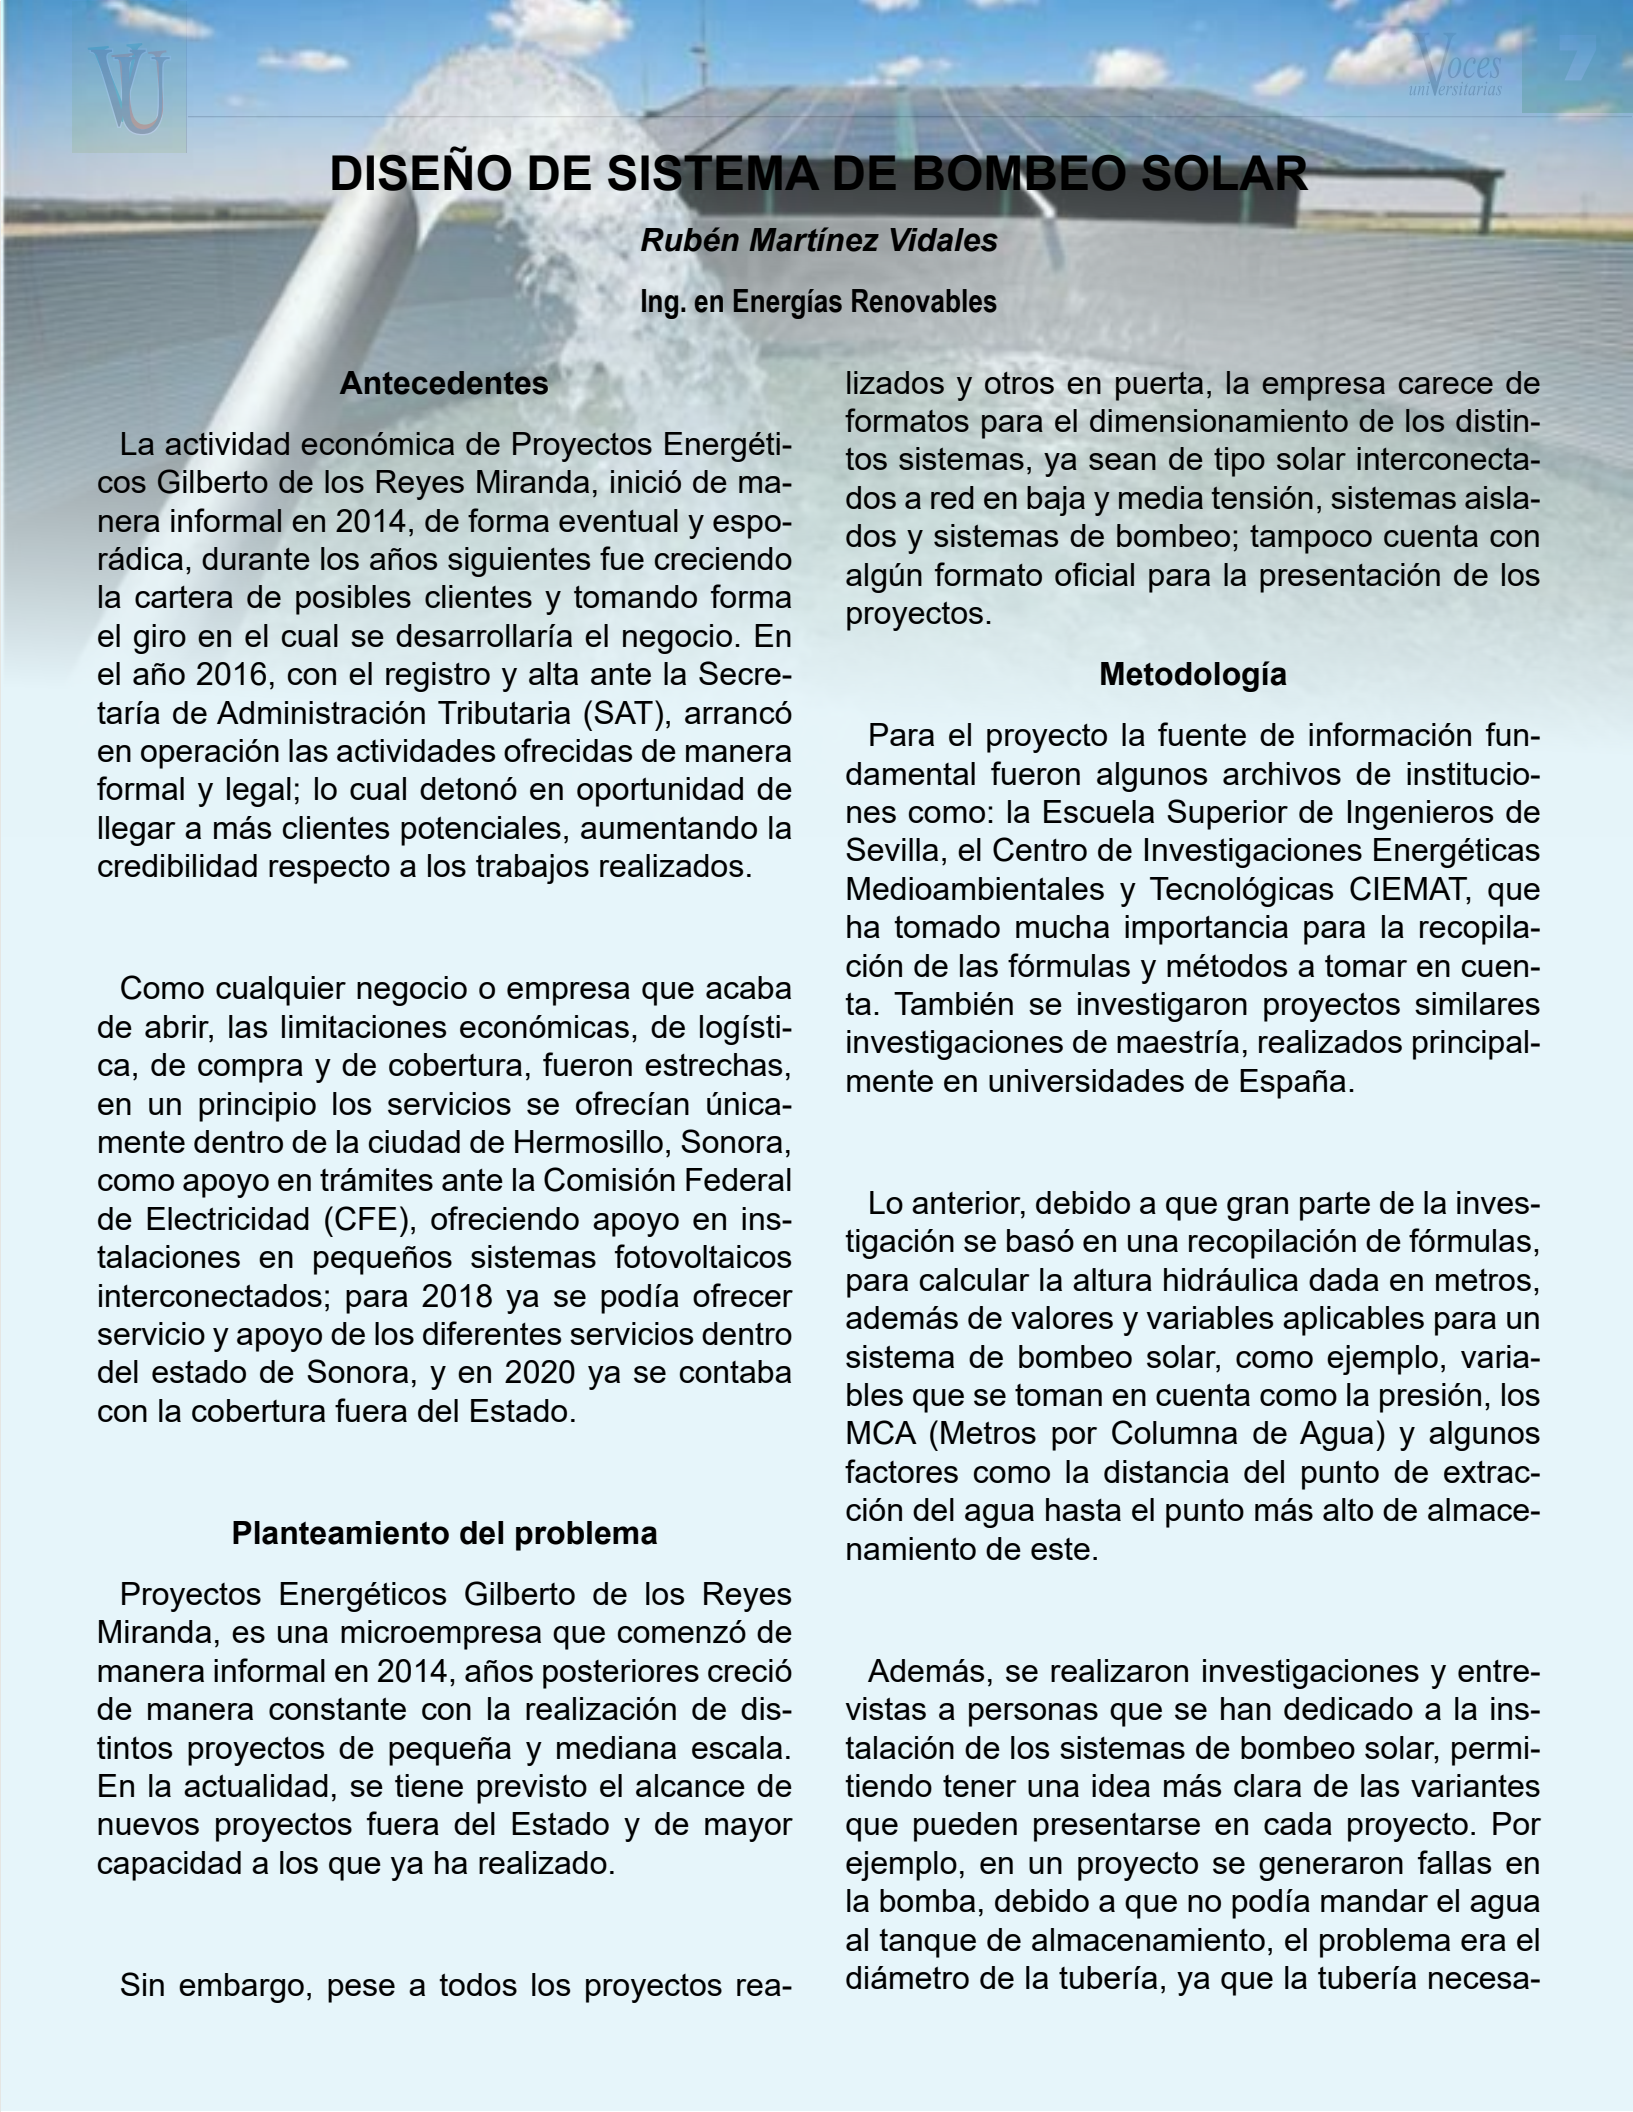 VU
Voces
universitarias
7
DISEÑO DE SISTEMA DE BOMBEO SOLAR
Rubén Martínez Vidales
Ing. en Energías Renovables
Antecedentes
La actividad económica de Proyectos Energéti-
cos Gilberto de los Reyes Miranda, inició de ma-
nera informal en 2014, de forma eventual y espo-
rádica, durante los años siguientes fue creciendo
la cartera de posibles clientes y tomando forma
el giro en el cual se desarrollaría el negocio. En
el año 2016, con el registro y alta ante la Secre-
taría de Administración Tributaria (SAT), arrancó
en operación las actividades ofrecidas de manera
formal y legal; lo cual detonó en oportunidad de
llegar a más clientes potenciales, aumentando la
credibilidad respecto a los trabajos realizados.
Como cualquier negocio o empresa que acaba
de abrir, las limitaciones económicas, de logísti-
ca, de compra y de cobertura, fueron estrechas,
en un principio los servicios se ofrecían única-
mente dentro de la ciudad de Hermosillo, Sonora,
como apoyo en trámites ante la Comisión Federal
de Electricidad (CFE), ofreciendo apoyo en ins-
talaciones en pequeños sistemas fotovoltaicos
interconectados; para 2018 ya se podía ofrecer
servicio y apoyo de los diferentes servicios dentro
del estado de Sonora, y en 2020 ya se contaba
con la cobertura fuera del Estado.
Planteamiento del problema
Proyectos Energéticos Gilberto de los Reyes
Miranda, es una microempresa que comenzó de
manera informal en 2014, años posteriores creció
de manera constante con la realización de dis-
tintos proyectos de pequeña y mediana escala.
En la actualidad, se tiene previsto el alcance de
nuevos proyectos fuera del Estado y de mayor
capacidad a los que ya ha realizado.
Sin embargo, pese a todos los proyectos rea-
lizados y otros en puerta, la empresa carece de
formatos para el dimensionamiento de los distin-
tos sistemas, ya sean de tipo solar interconecta-
dos a red en baja y media tensión, sistemas aisla-
dos y sistemas de bombeo; tampoco cuenta con
algún formato oficial para la presentación de los
proyectos.
Metodología
Para el proyecto la fuente de información fun-
damental fueron algunos archivos de institucio-
nes como: la Escuela Superior de Ingenieros de
Sevilla, el Centro de Investigaciones Energéticas
Medioambientales y Tecnológicas CIEMAT, que
ha tomado mucha importancia para la recopila-
ción de las fórmulas y métodos a tomar en cuen-
ta. También se investigaron proyectos similares
investigaciones de maestría, realizados principal-
mente en universidades de España.
Lo anterior, debido a que gran parte de la inves-
tigación se basó en una recopilación de fórmulas,
para calcular la altura hidráulica dada en metros,
además de valores y variables aplicables para un
sistema de bombeo solar, como ejemplo, varia-
bles que se toman en cuenta como la presión, los
MCA (Metros por Columna de Agua) y algunos
factores como la distancia del punto de extrac-
ción del agua hasta el punto más alto de almace-
namiento de este.
Además, se realizaron investigaciones y entre-
vistas a personas que se han dedicado a la ins-
talación de los sistemas de bombeo solar, permi-
tiendo tener una idea más clara de las variantes
que pueden presentarse en cada proyecto. Por
ejemplo, en un proyecto se generaron fallas en
la bomba, debido a que no podía mandar el agua
al tanque de almacenamiento, el problema era el
diámetro de la tubería, ya que la tubería necesa-